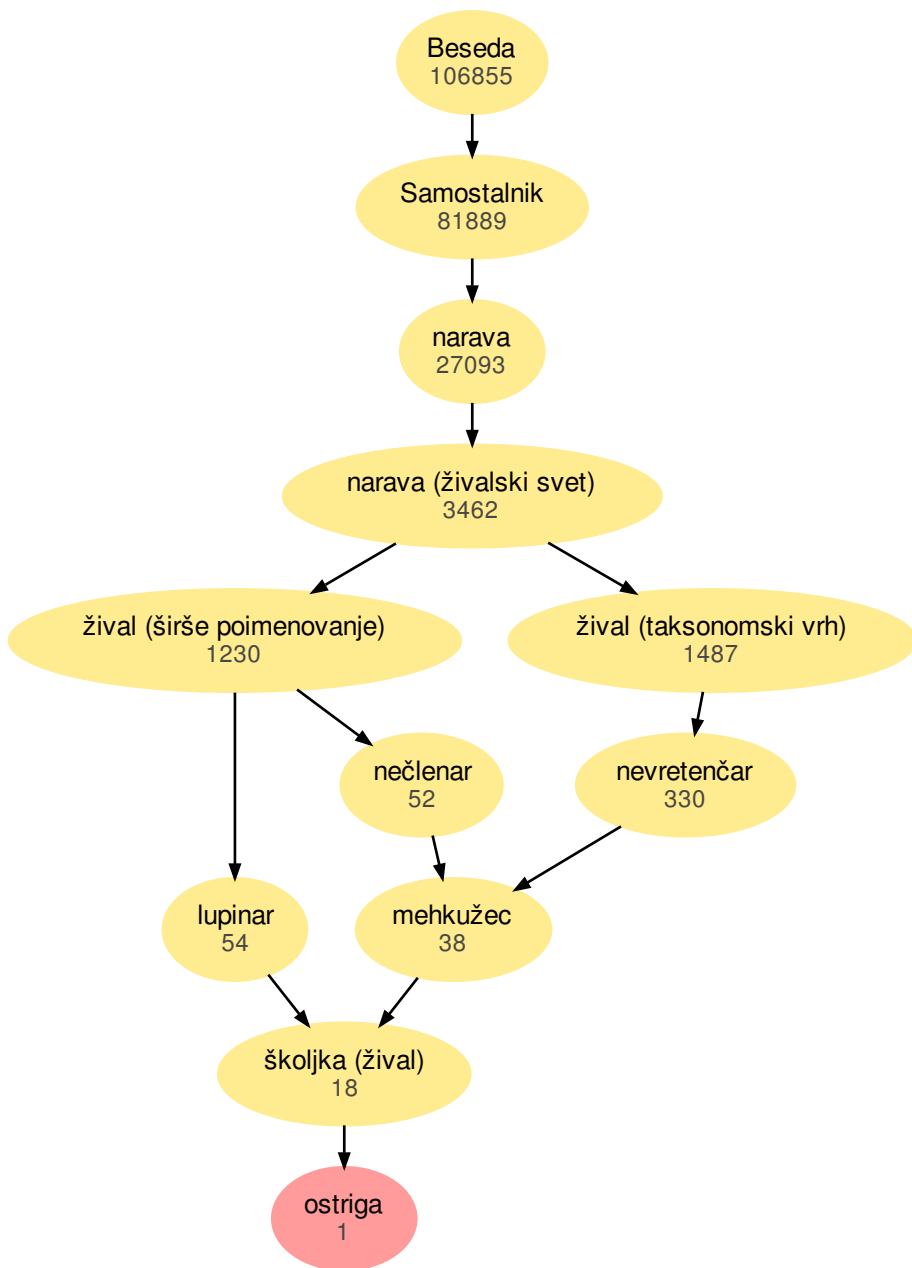 Beseda
106855
Samostalnik
81889
narava
27093
narava (živalski svet)
3462
žival (širše poimenovanje)
1230
žival (taksonomski vrh)
1487
nečlenar
52
nevretenčar
330
lupinar
54
mehkužec
38
školjka (žival)
18
ostriga
1